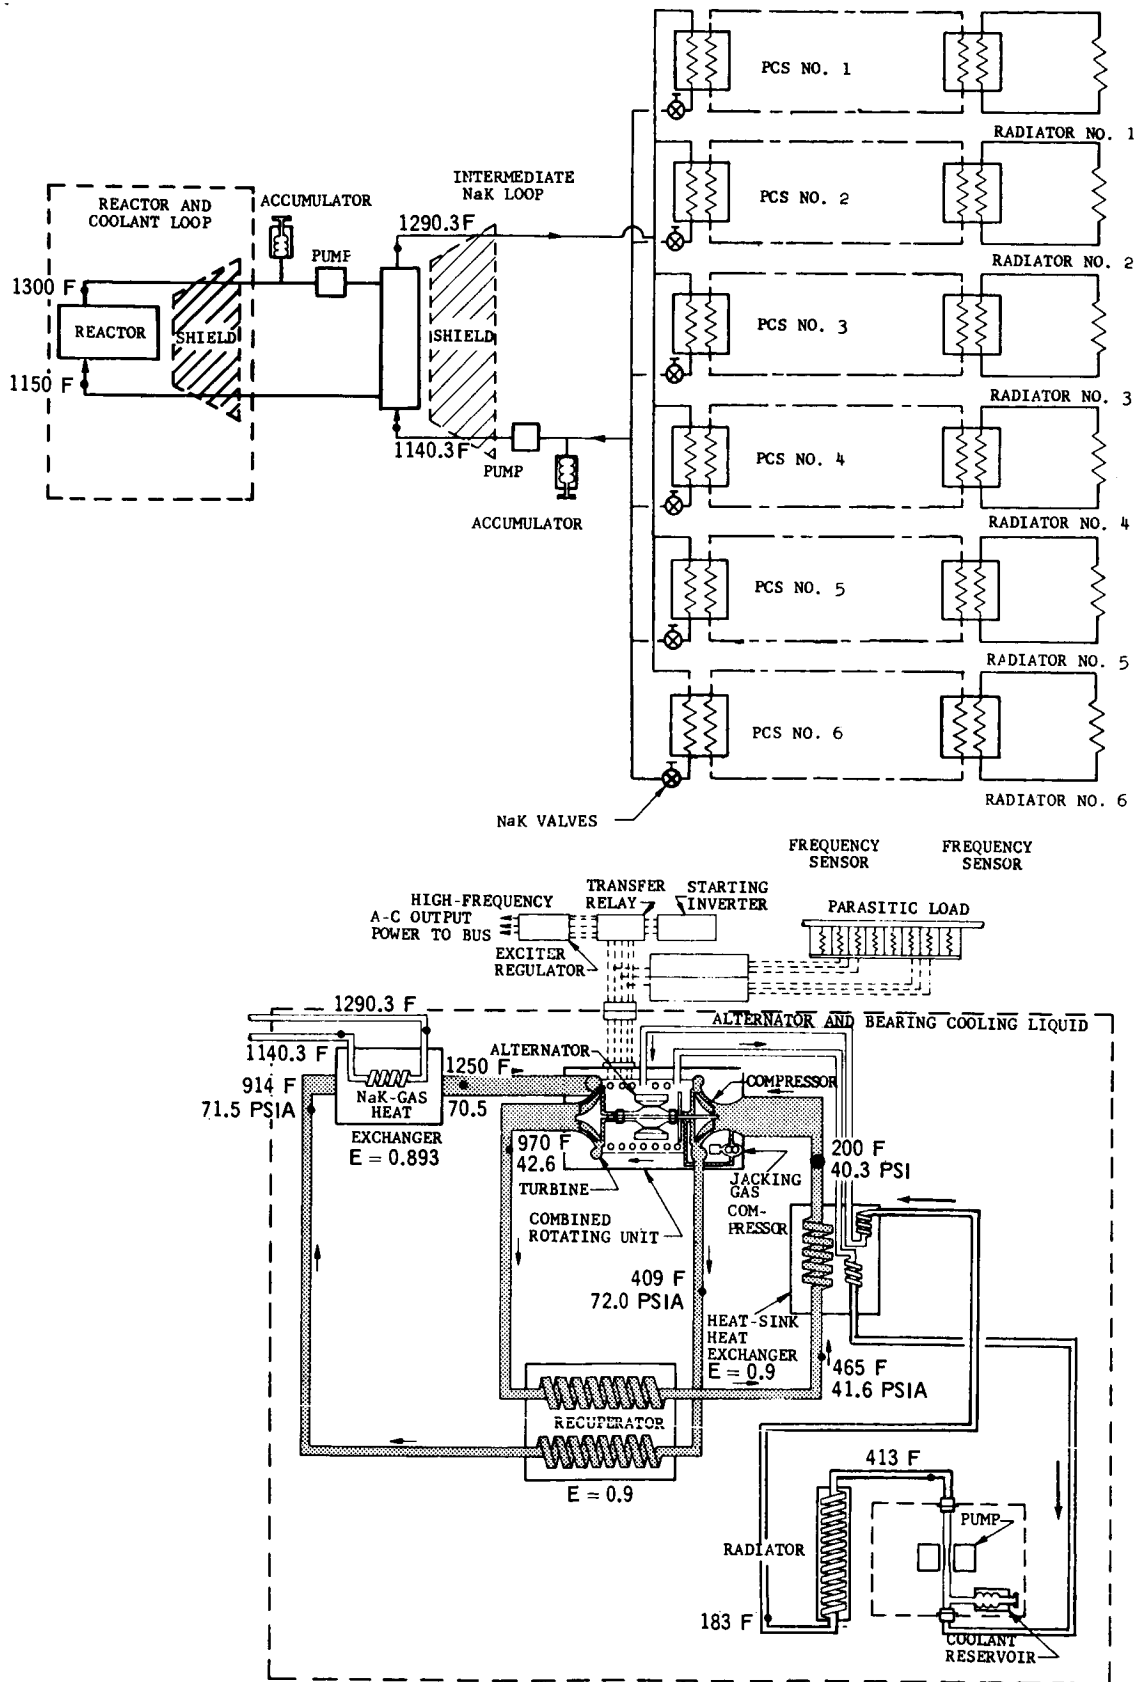 PCS NO. 1
RADIATOR NO. 1
PCS NO. 2
RADIATOR NO. 2
PCS NO. 3
RADIATOR NO. 3
PCS NO. 4
RADIATOR NO. 4
PCS NO. 5
RADIATOR NO. 5
PCS NO. 6
RADIATOR NO. 6
NaK VALVES
REACTOR AND
COOLANT LOOP
ACCUMULATOR
INTERMEDIATE
NaK LOOP
1290.3 F
PUMP
1300 F
REACTOR
SHIELD
SHIELD
1150 F
1140.3 F
PUMP
ACCUMULATOR
FREQUENCY
SENSOR
FREQUENCY
SENSOR
HIGH-FREQUENCY
A-C OUTPUT
POWER TO BUS
TRANSFER
RELAY
STARTING
INVERTER
EXCITER
REGULATOR
PARASITIC LOAD
ALTERNATOR AND BEARING COOLING LIQUID
1290.3 F
1140.3 F
914 F
71.5 PSIA
NaK-GAS
HEAT
EXCHANGER
E = 0.893
1250 F
70.5
ALTERNATOR
COMPRESSOR
970 F
42.6
TURBINE
COMBINED
ROTATING UNIT
JACKING
GAS
COM-
PRESSOR
200 F
40.3 PSI
409 F
72.0 PSIA
HEAT-SINK
HEAT
EXCHANGER
E = 0.9
465 F
41.6 PSIA
RECUPERATOR
E = 0.9
413 F
PUMP
RADIATOR
183 F
COOLANT
RESERVOIR